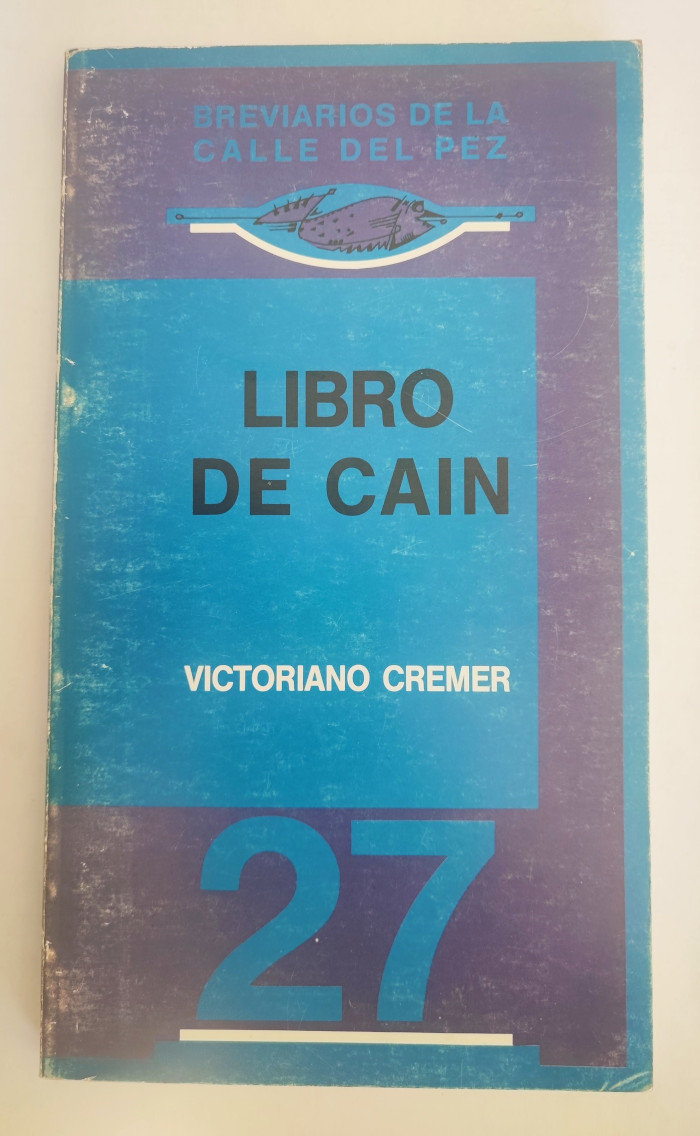 BREVIARIOS DE LA
CALLE DEL PEZ
LIBRO
DE CAIN
VICTORIANO CREMER
27